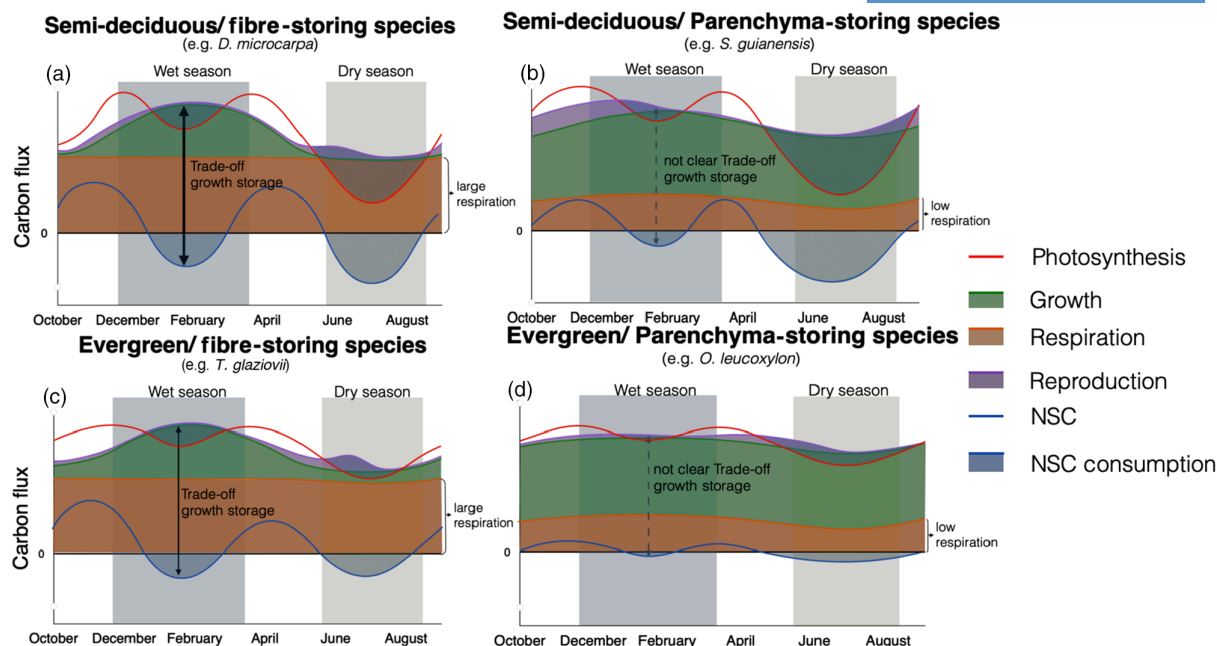 Semi-deciduous/ fibre-storing species
(e.g. D. microcarpa)
(a)
Wet season
Dry season
Carbon flux
Trade-off
growth storage
large
respiration
0
October December February April June August
Semi-deciduous/ Parenchyma-storing species
(e.g. S. guianensis)
(b)
Wet season
Dry season
not clear Trade-off
growth storage
low
respiration
0
October December February April June August
Evergreen/ fibre-storing species
(e.g. T. glaziovii)
(c)
Wet season
Dry season
Carbon flux
Trade-off
growth storage
large
respiration
0
October December February April June August
Evergreen/ Parenchyma-storing species
(e.g. O. leucoxylon)
(d)
Wet season
Dry season
not clear Trade-off
growth storage
low
respiration
0
October December February April June August
Photosynthesis
Growth
Respiration
Reproduction
NSC
NSC consumption